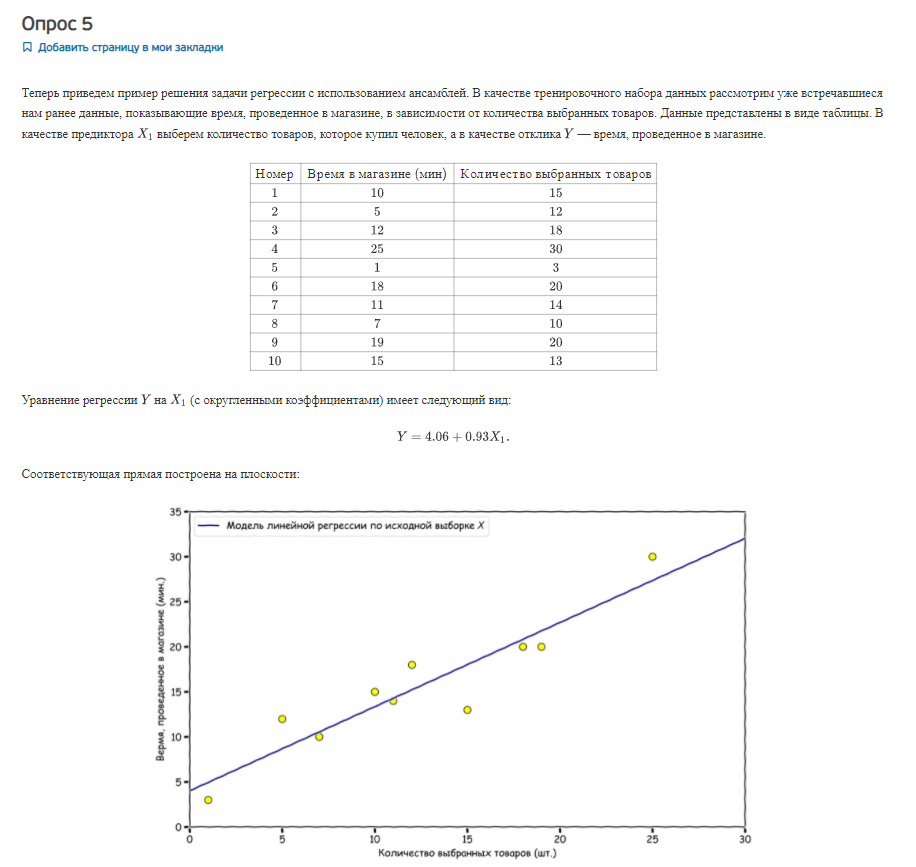 Опрос 5
Добавить страницу в мои закладки
Теперь приведем пример решения задачи регрессии с использованием ансамблей. В качестве тренировочного набора данных рассмотрим уже встречавшиеся
нам ранее данные, показывающие время, проведенное в магазине, в зависимости от количества выбранных товаров. Данные представлены в виде таблицы. В
качестве предиктора X₁ выберем количество товаров, которое купил человек, а в качестве отклика Y — время, проведенное в магазине.
Номер Время в магазине (мин) Количество выбранных товаров
1 10 15
2 5 12
3 12 18
4 25 30
5 1 3
6 18 20
7 11 14
8 7 10
9 19 20
10 15 13
Уравнение регрессии Y на X₁ (с округленными коэффициентами) имеет следующий вид:
Y = 4.06 + 0.93X₁.
Соответствующая прямая построена на плоскости:
Модель линейной регрессии по исходной выборке X
35
30
25
20
15
10
5
0
Вермя, проведенное в магазине (мин.)
0 5 10 15 20 25 30
Количество выбранных товаров (шт.)